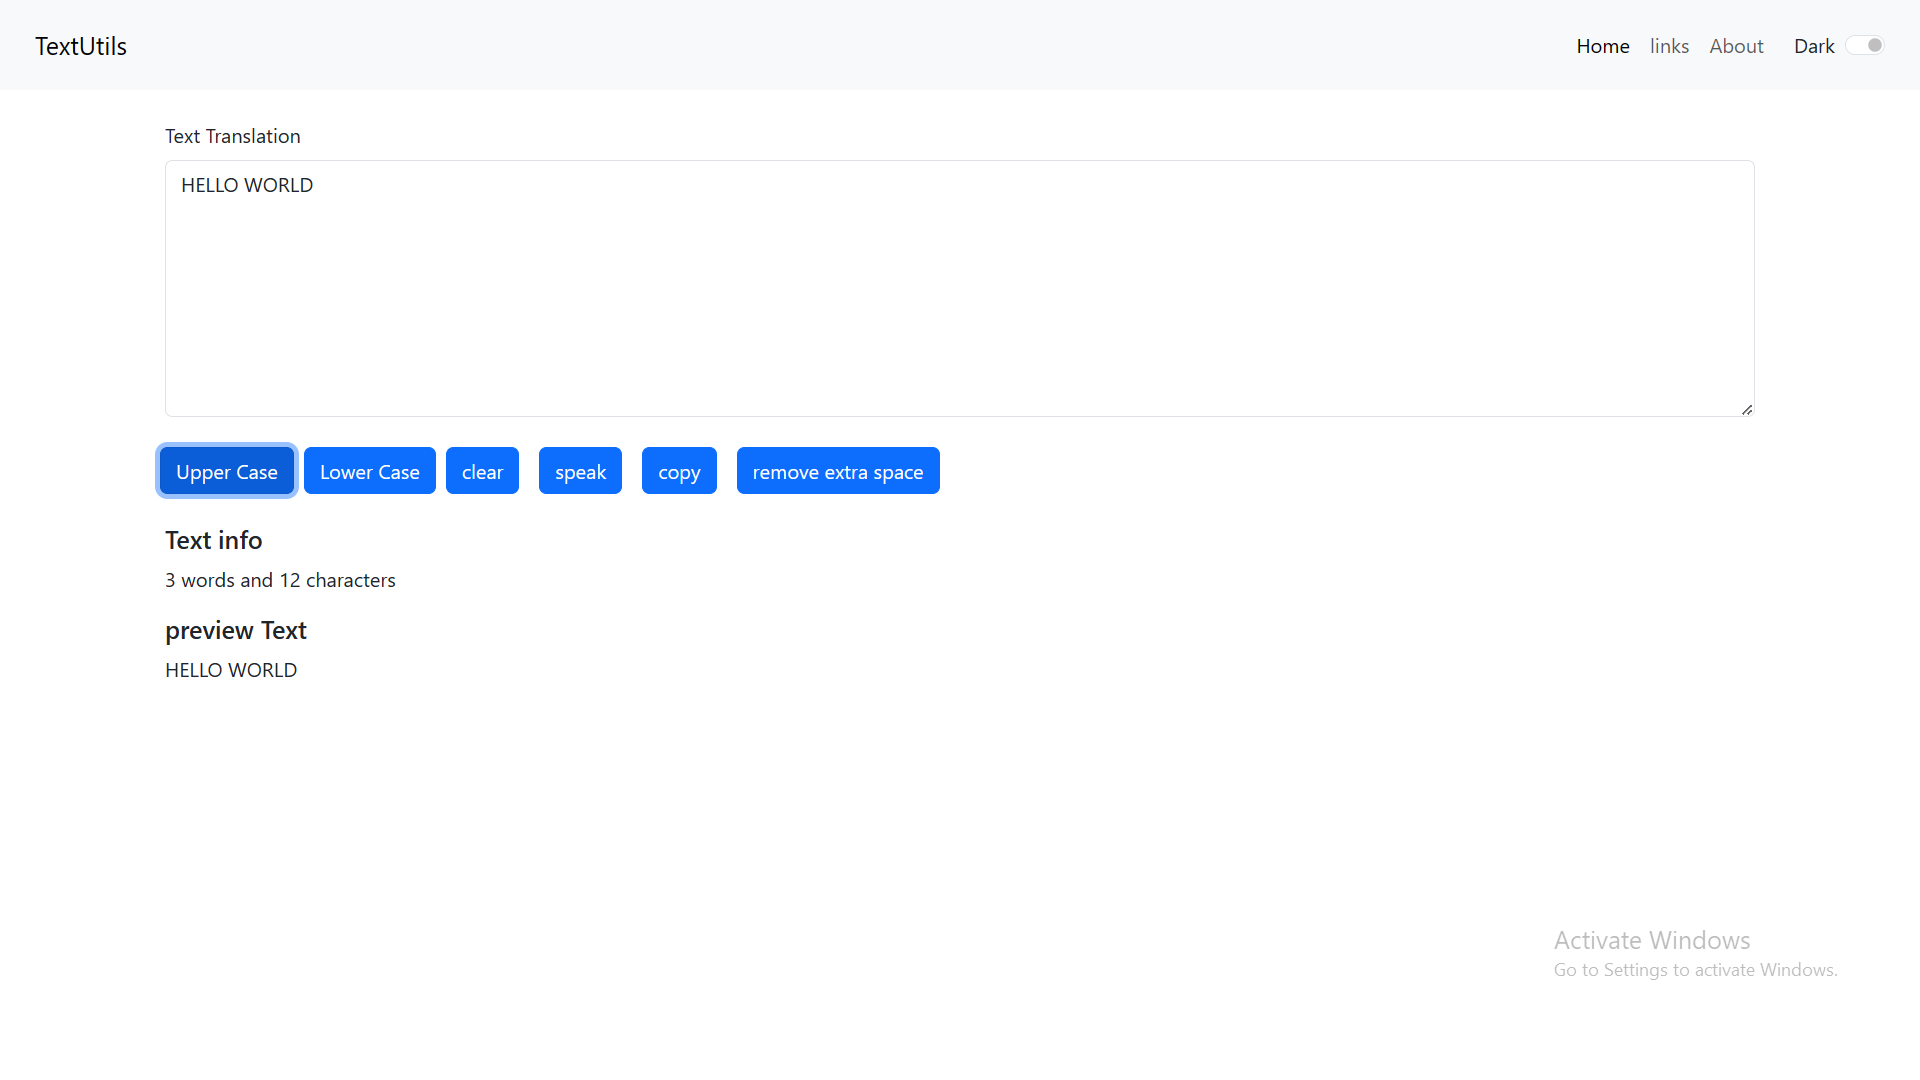 TextUtils
Home links About Dark
Text Translation
HELLO WORLD
Upper Case Lower Case clear speak copy remove extra space
Text info
3 words and 12 characters
preview Text
HELLO WORLD
Activate Windows
Go to Settings to activate Windows.